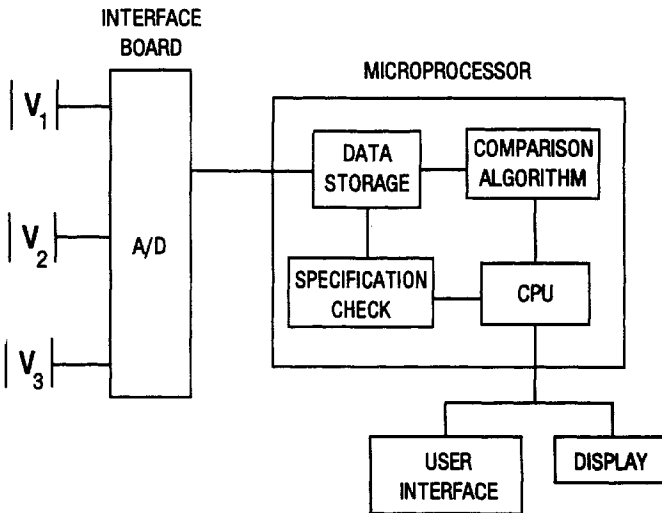 INTERFACE
BOARD
MICROPROCESSOR
|V₁|
|V₂|
|V₃|
A/D
DATA
STORAGE
COMPARISON
ALGORITHM
SPECIFICATION
CHECK
CPU
USER
INTERFACE
DISPLAY